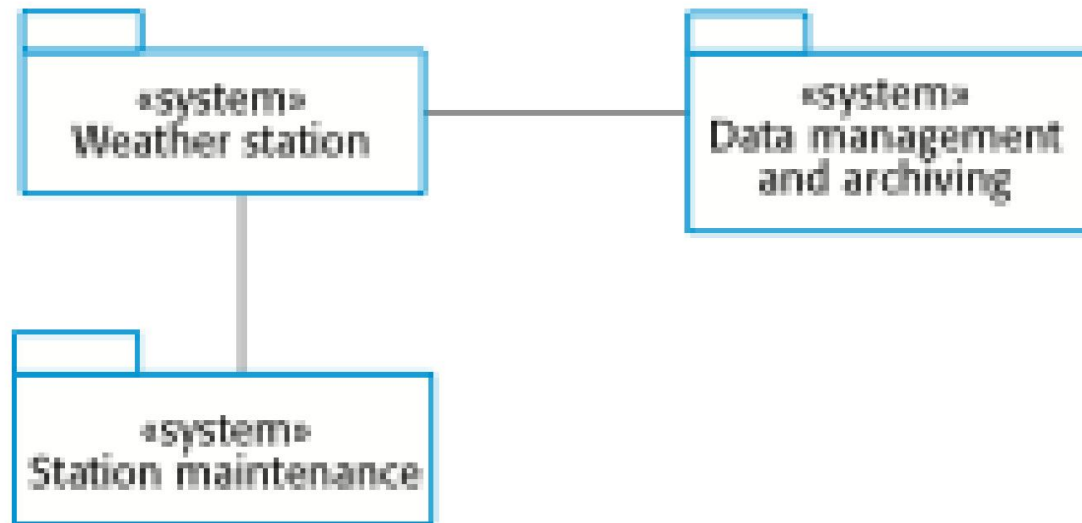 «system»
Weather station
«system»
Data management
and archiving
«system»
Station maintenance